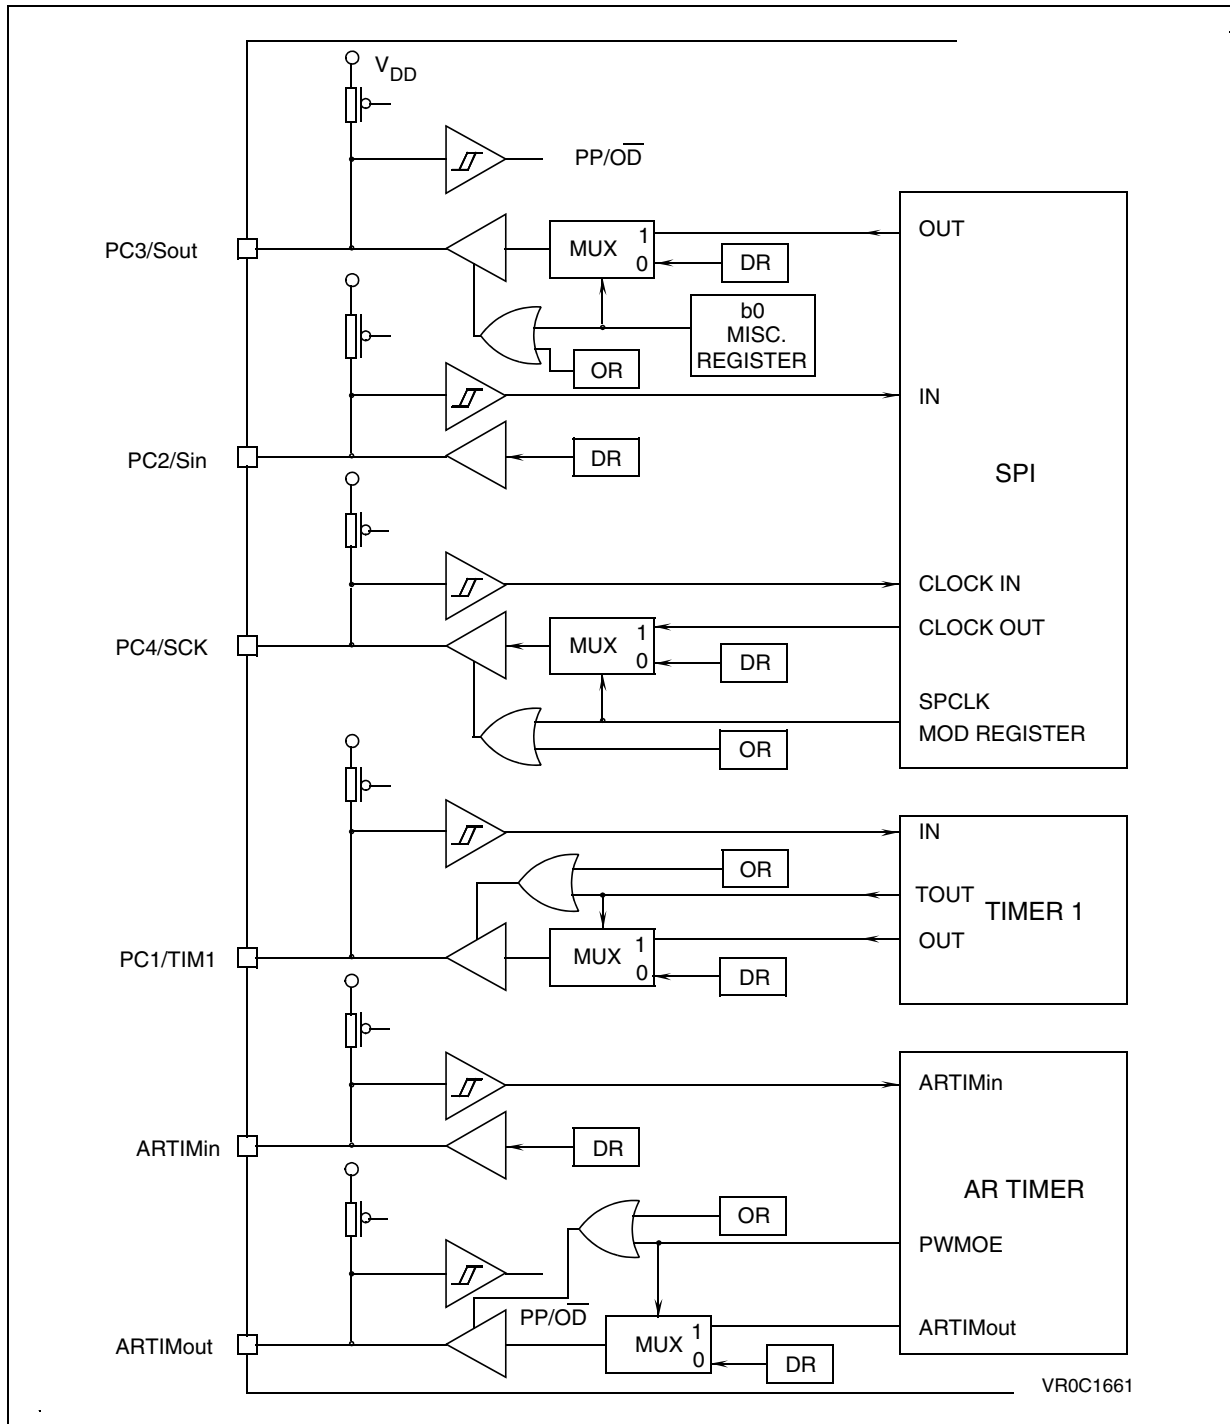 VDD
PP/OD
PC3/Sout
MUX
1
0
DR
OUT
b0
MISC.
REGISTER
OR
IN
PC2/Sin
DR
SPI
CLOCK IN
PC4/SCK
MUX
1
0
CLOCK OUT
DR
SPCLK
MOD REGISTER
OR
IN
OR
TOUT
TIMER 1
PC1/TIM1
MUX
1
0
OUT
DR
ARTIMin
ARTIMin
DR
AR TIMER
OR
PWMOE
PP/OD
ARTIMout
MUX
1
0
ARTIMout
DR
VR0C1661